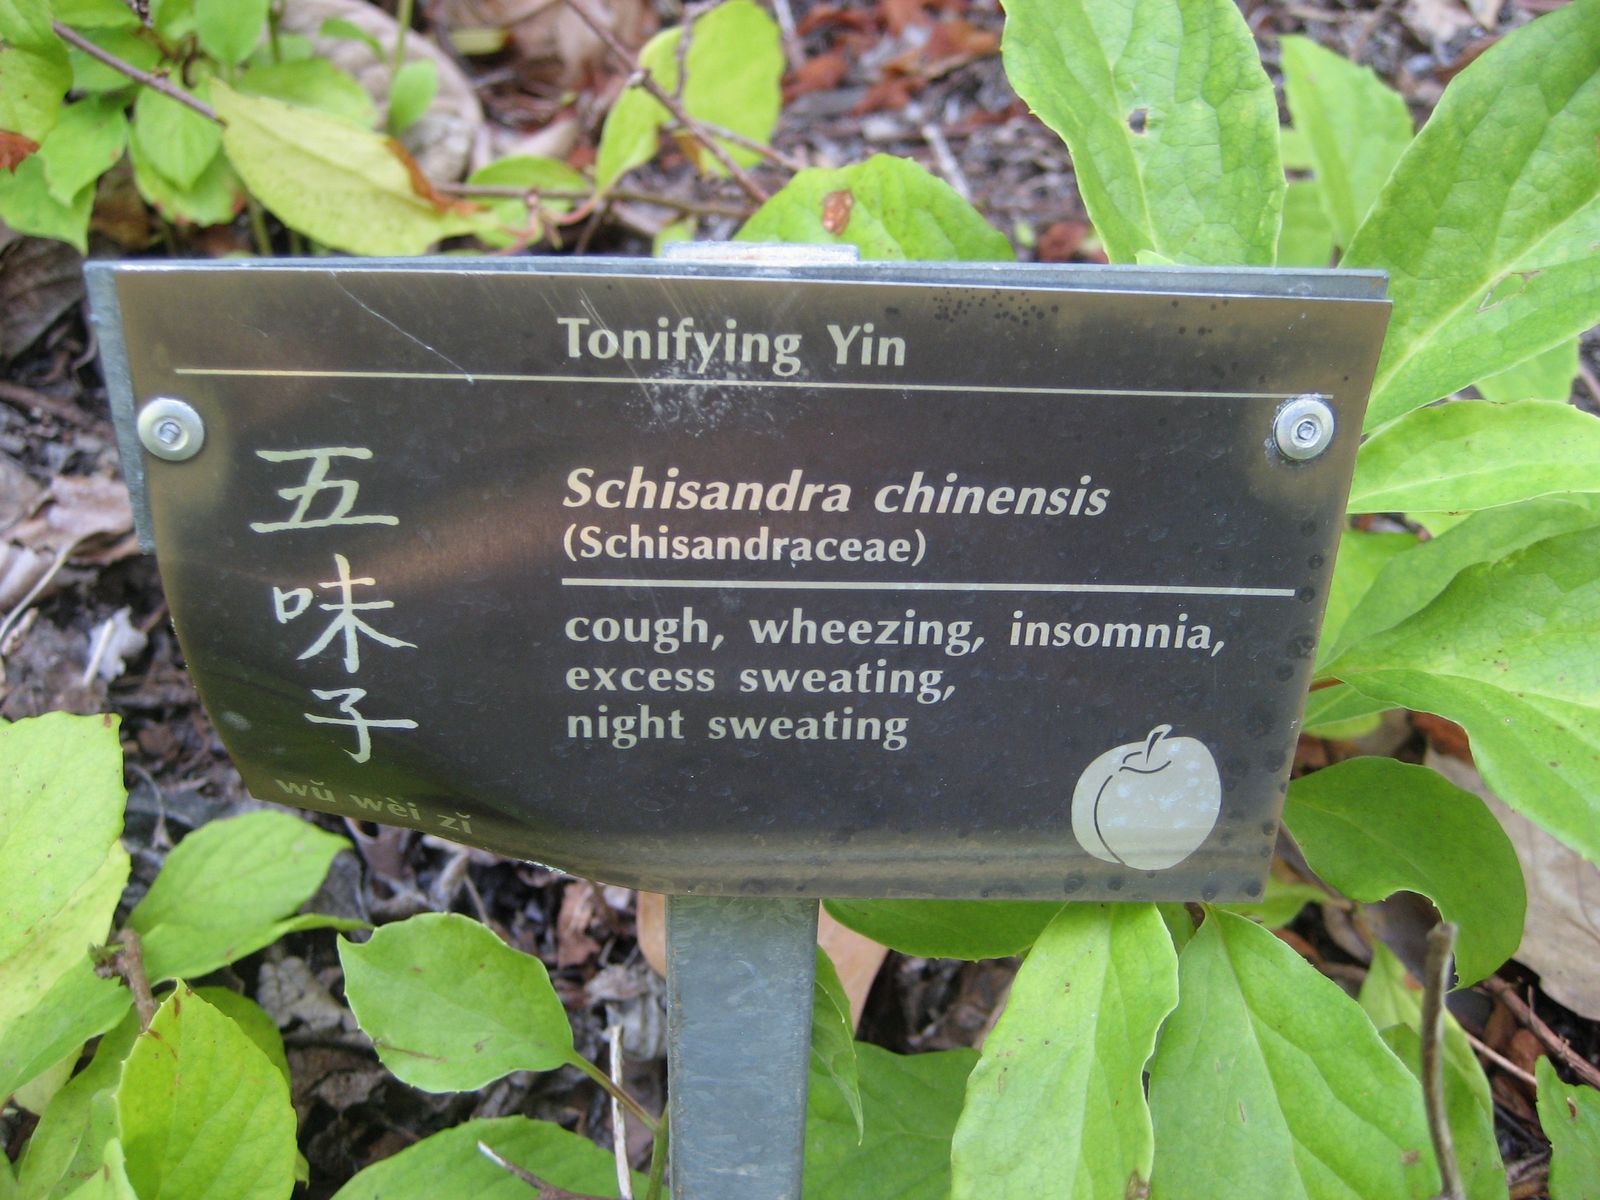 Tonifying Yin
五味子
wǔ wèi zǐ
Schisandra chinensis
(Schisandraceae)
cough, wheezing, insomnia,
excess sweating,
night sweating